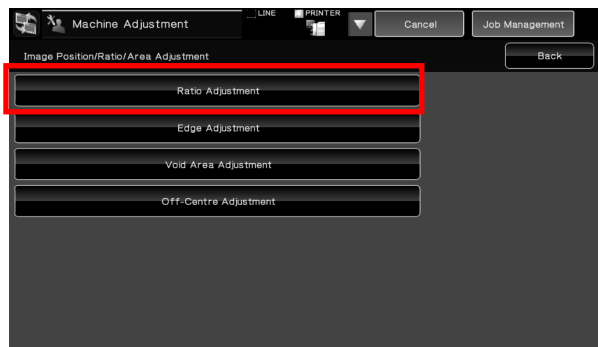 LINE PRINTER
Machine Adjustment Cancel Job Management
Image Position/Ratio/Area Adjustment Back
Ratio Adjustment
Edge Adjustment
Void Area Adjustment
Off-Centre Adjustment